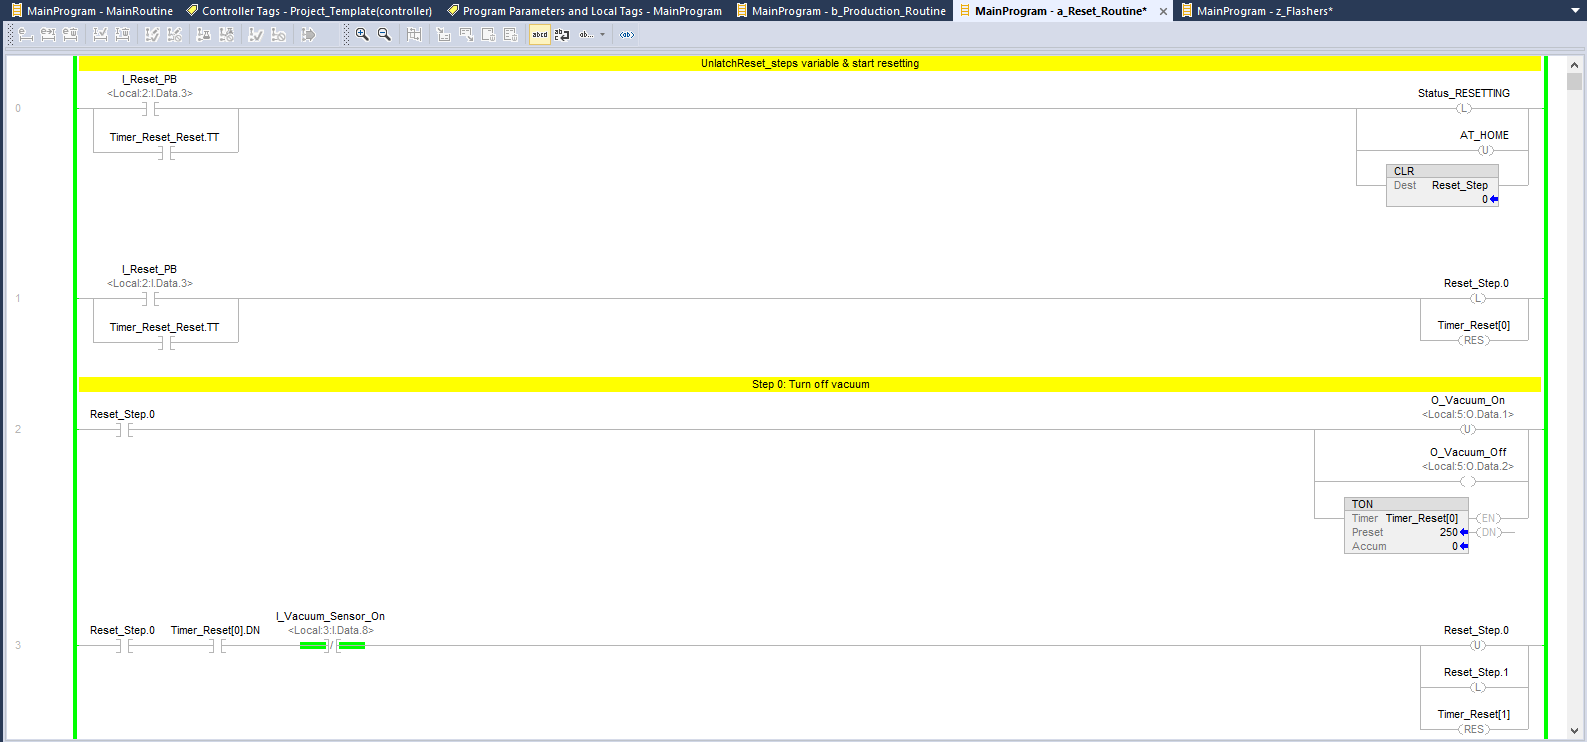 MainProgram - MainRoutine
Controller Tags - Project_Template(controller)
Program Parameters and Local Tags - MainProgram
MainProgram - b_Production_Routine
MainProgram - a_Reset_Routine*
MainProgram - z_Flashers*
abcd
ab...
<ab>
UnlatchReset_steps variable & start resetting
0
I_Reset_PB
<Local:2:I.Data.3>
Timer_Reset_Reset.TT
Status_RESETTING
L
AT_HOME
U
CLR
Dest Reset_Step
0
1
I_Reset_PB
<Local:2:I.Data.3>
Timer_Reset_Reset.TT
Reset_Step.0
L
Timer_Reset[0]
RES
Step 0: Turn off vacuum
2
Reset_Step.0
O_Vacuum_On
<Local:5:O.Data.1>
U
O_Vacuum_Off
<Local:5:O.Data.2>
TON
Timer Timer_Reset[0] EN
Preset 250 DN
Accum 0
3
Reset_Step.0
Timer_Reset[0].DN
I_Vacuum_Sensor_On
<Local:3:I.Data.8>
Reset_Step.0
U
Reset_Step.1
L
Timer_Reset[1]
RES